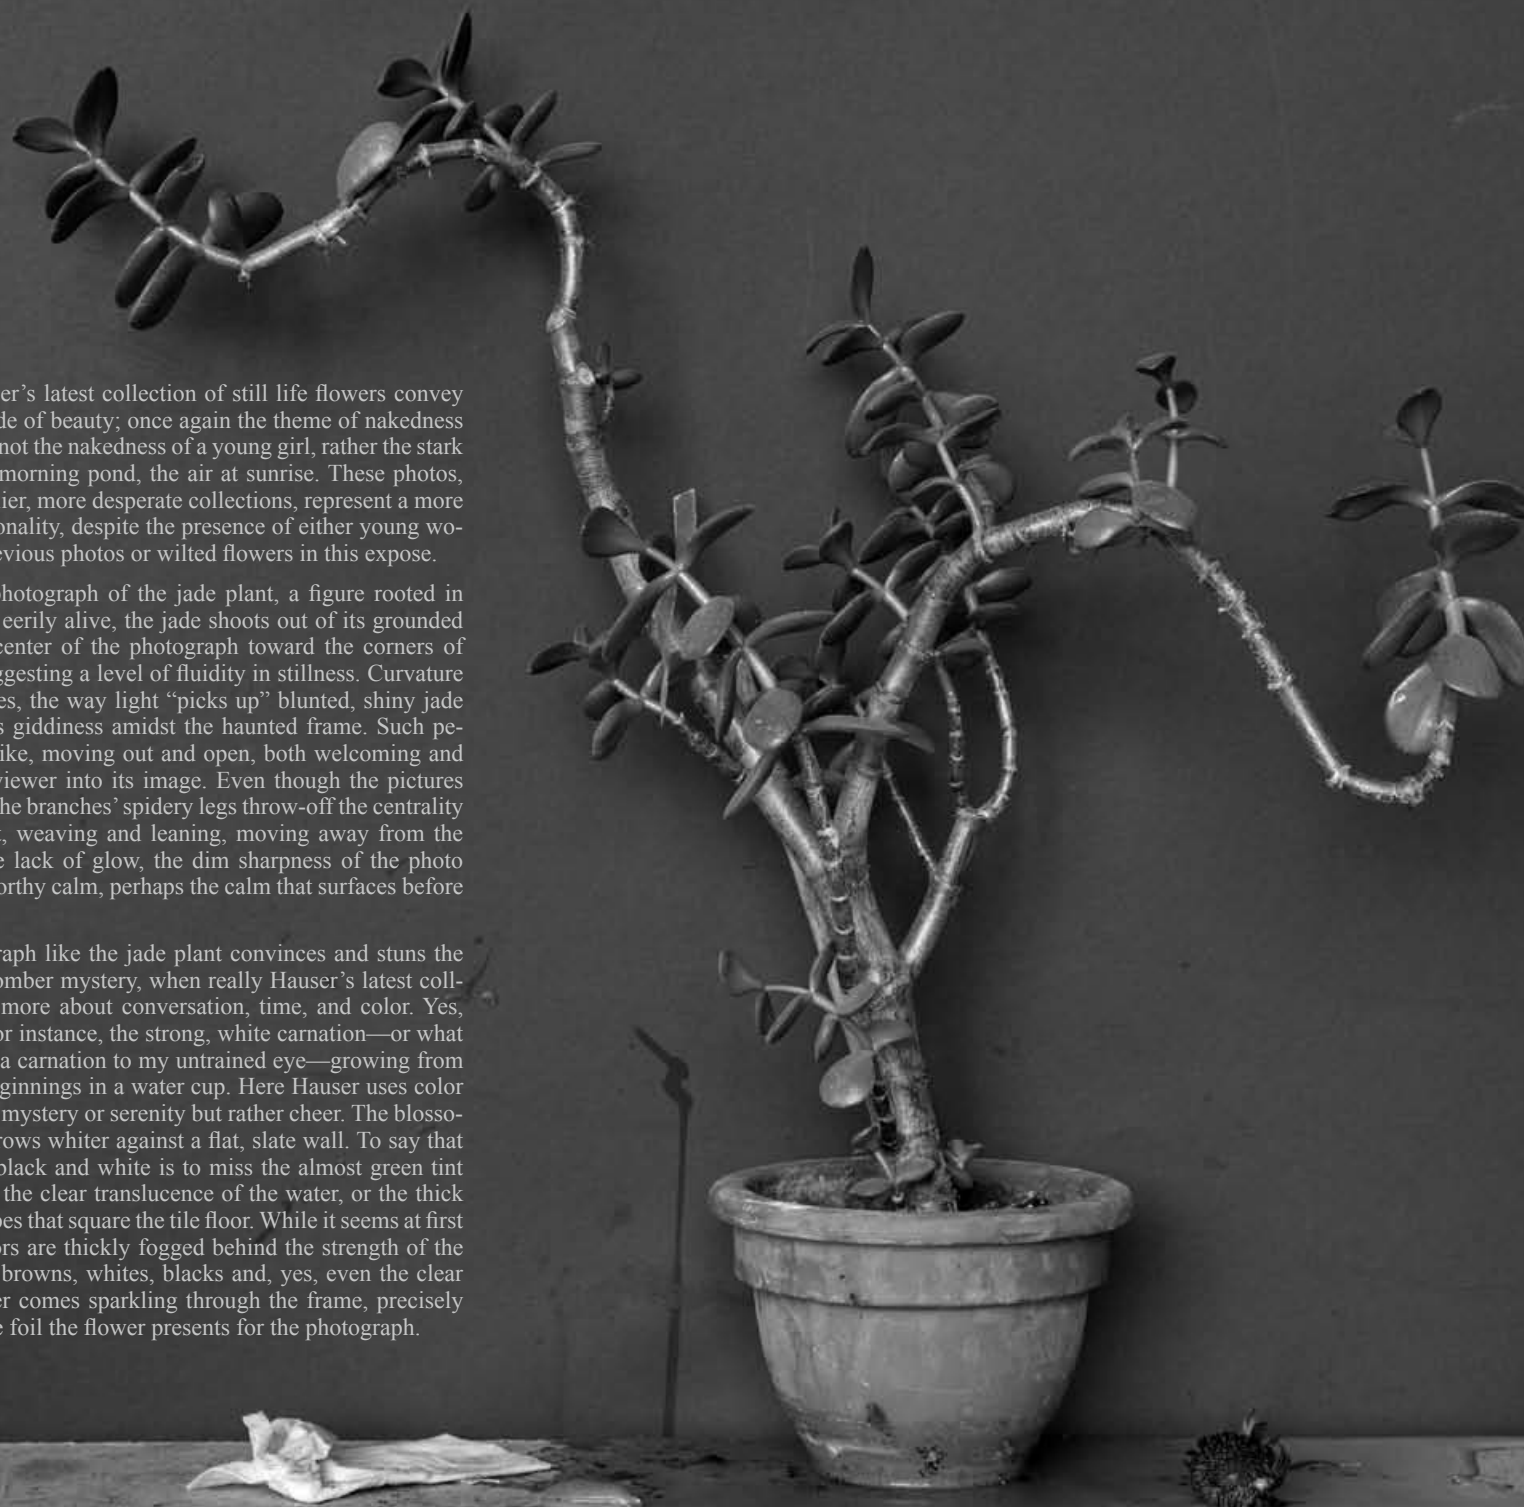 er’s latest collection of still life flowers convey
de of beauty; once again the theme of nakedness
not the nakedness of a young girl, rather the stark
morning pond, the air at sunrise. These photos,
ier, more desperate collections, represent a more
onality, despite the presence of either young wo-
evious photos or wilted flowers in this expose.
hotograph of the jade plant, a figure rooted in
eerily alive, the jade shoots out of its grounded
center of the photograph toward the corners of
ggesting a level of fluidity in stillness. Curvature
es, the way light “picks up” blunted, shiny jade
s giddiness amidst the haunted frame. Such pe-
ike, moving out and open, both welcoming and
viewer into its image. Even though the pictures
he branches’ spidery legs throw-off the centrality
t, weaving and leaning, moving away from the
e lack of glow, the dim sharpness of the photo
orthy calm, perhaps the calm that surfaces before
raph like the jade plant convinces and stuns the
omber mystery, when really Hauser’s latest coll-
more about conversation, time, and color. Yes,
or instance, the strong, white carnation—or what
a carnation to my untrained eye—growing from
ginnings in a water cup. Here Hauser uses color
mystery or serenity but rather cheer. The blosso-
rows whiter against a flat, slate wall. To say that
black and white is to miss the almost green tint
the clear translucence of the water, or the thick
pes that square the tile floor. While it seems at first
ors are thickly fogged behind the strength of the
browns, whites, blacks and, yes, even the clear
er comes sparkling through the frame, precisely
e foil the flower presents for the photograph.